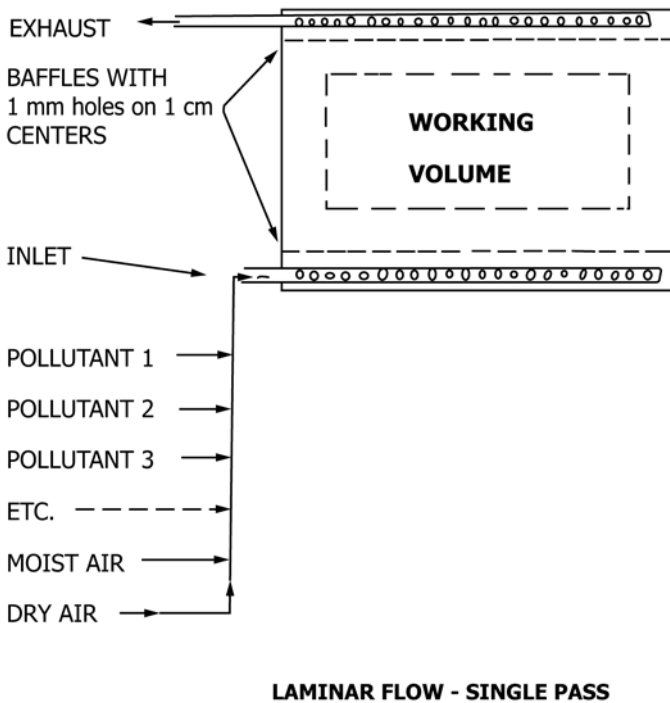 EXHAUST
BAFFLES WITH
1 mm holes on 1 cm
CENTERS
WORKING
VOLUME
INLET
POLLUTANT 1
POLLUTANT 2
POLLUTANT 3
ETC.
MOIST AIR
DRY AIR
LAMINAR FLOW - SINGLE PASS